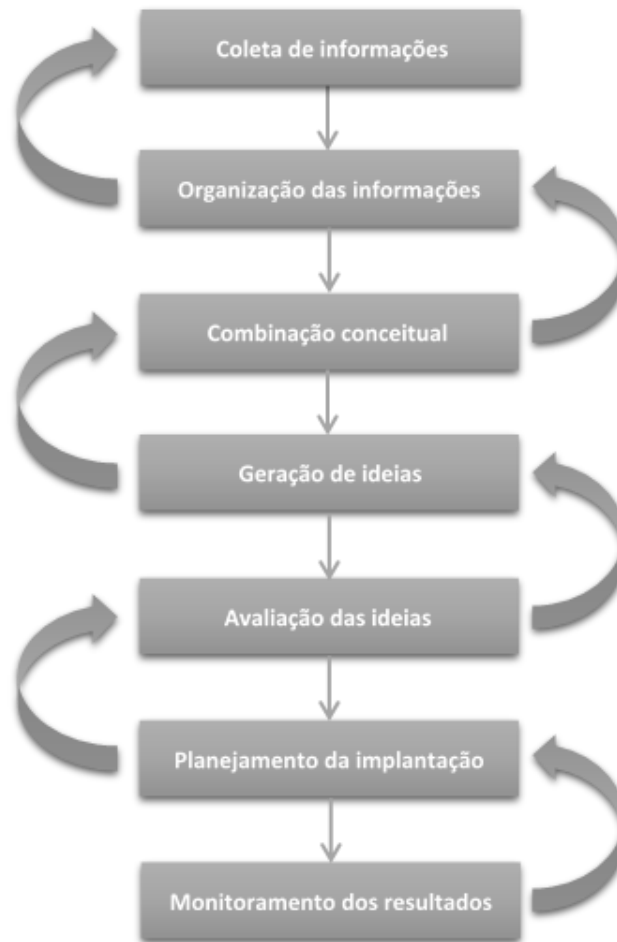 Coleta de informações
Organização das informações
Combinação conceitual
Geração de ideias
Avaliação das ideias
Planejamento da implantação
Monitoramento dos resultados